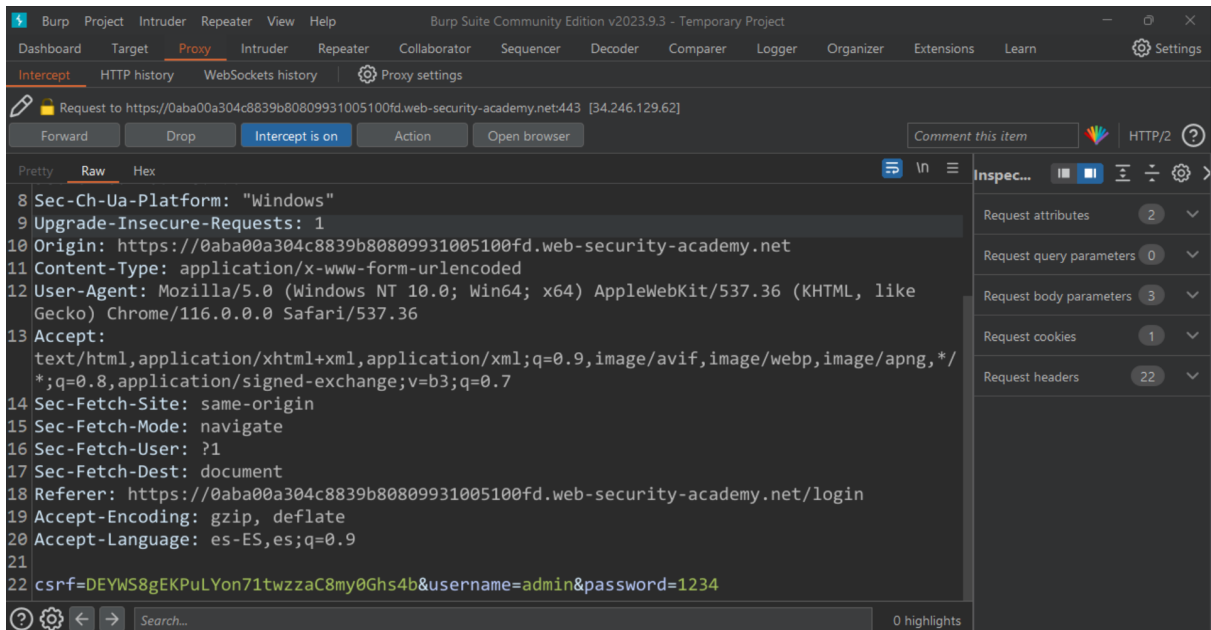 Burp Project Intruder Repeater View Help Burp Suite Community Edition v2023.9.3 - Temporary Project
Dashboard Target Proxy Intruder Repeater Collaborator Sequencer Decoder Comparer Logger Organizer Extensions Learn Settings
Intercept HTTP history WebSockets history Proxy settings
Request to https://0aba00a304c8839b80809931005100fd.web-security-academy.net:443 [34.246.129.62]
Forward Drop Intercept is on Action Open browser Comment this item HTTP/2 ?
Pretty Raw Hex \n Inspec...
8 Sec-Ch-Ua-Platform: "Windows"
9 Upgrade-Insecure-Requests: 1
10 Origin: https://0aba00a304c8839b80809931005100fd.web-security-academy.net
11 Content-Type: application/x-www-form-urlencoded
12 User-Agent: Mozilla/5.0 (Windows NT 10.0; Win64; x64) AppleWebKit/537.36 (KHTML, like
Gecko) Chrome/116.0.0.0 Safari/537.36
13 Accept:
text/html,application/xhtml+xml,application/xml;q=0.9,image/avif,image/webp,image/apng,*/
*;q=0.8,application/signed-exchange;v=b3;q=0.7
14 Sec-Fetch-Site: same-origin
15 Sec-Fetch-Mode: navigate
16 Sec-Fetch-User: ?1
17 Sec-Fetch-Dest: document
18 Referer: https://0aba00a304c8839b80809931005100fd.web-security-academy.net/login
19 Accept-Encoding: gzip, deflate
20 Accept-Language: es-ES,es;q=0.9
21
22 csrf=DEYWS8gEKPuLYon71twzzaC8my0Ghs4b&username=admin&password=1234
Request attributes 2
Request query parameters 0
Request body parameters 3
Request cookies 1
Request headers 22
? Search... 0 highlights